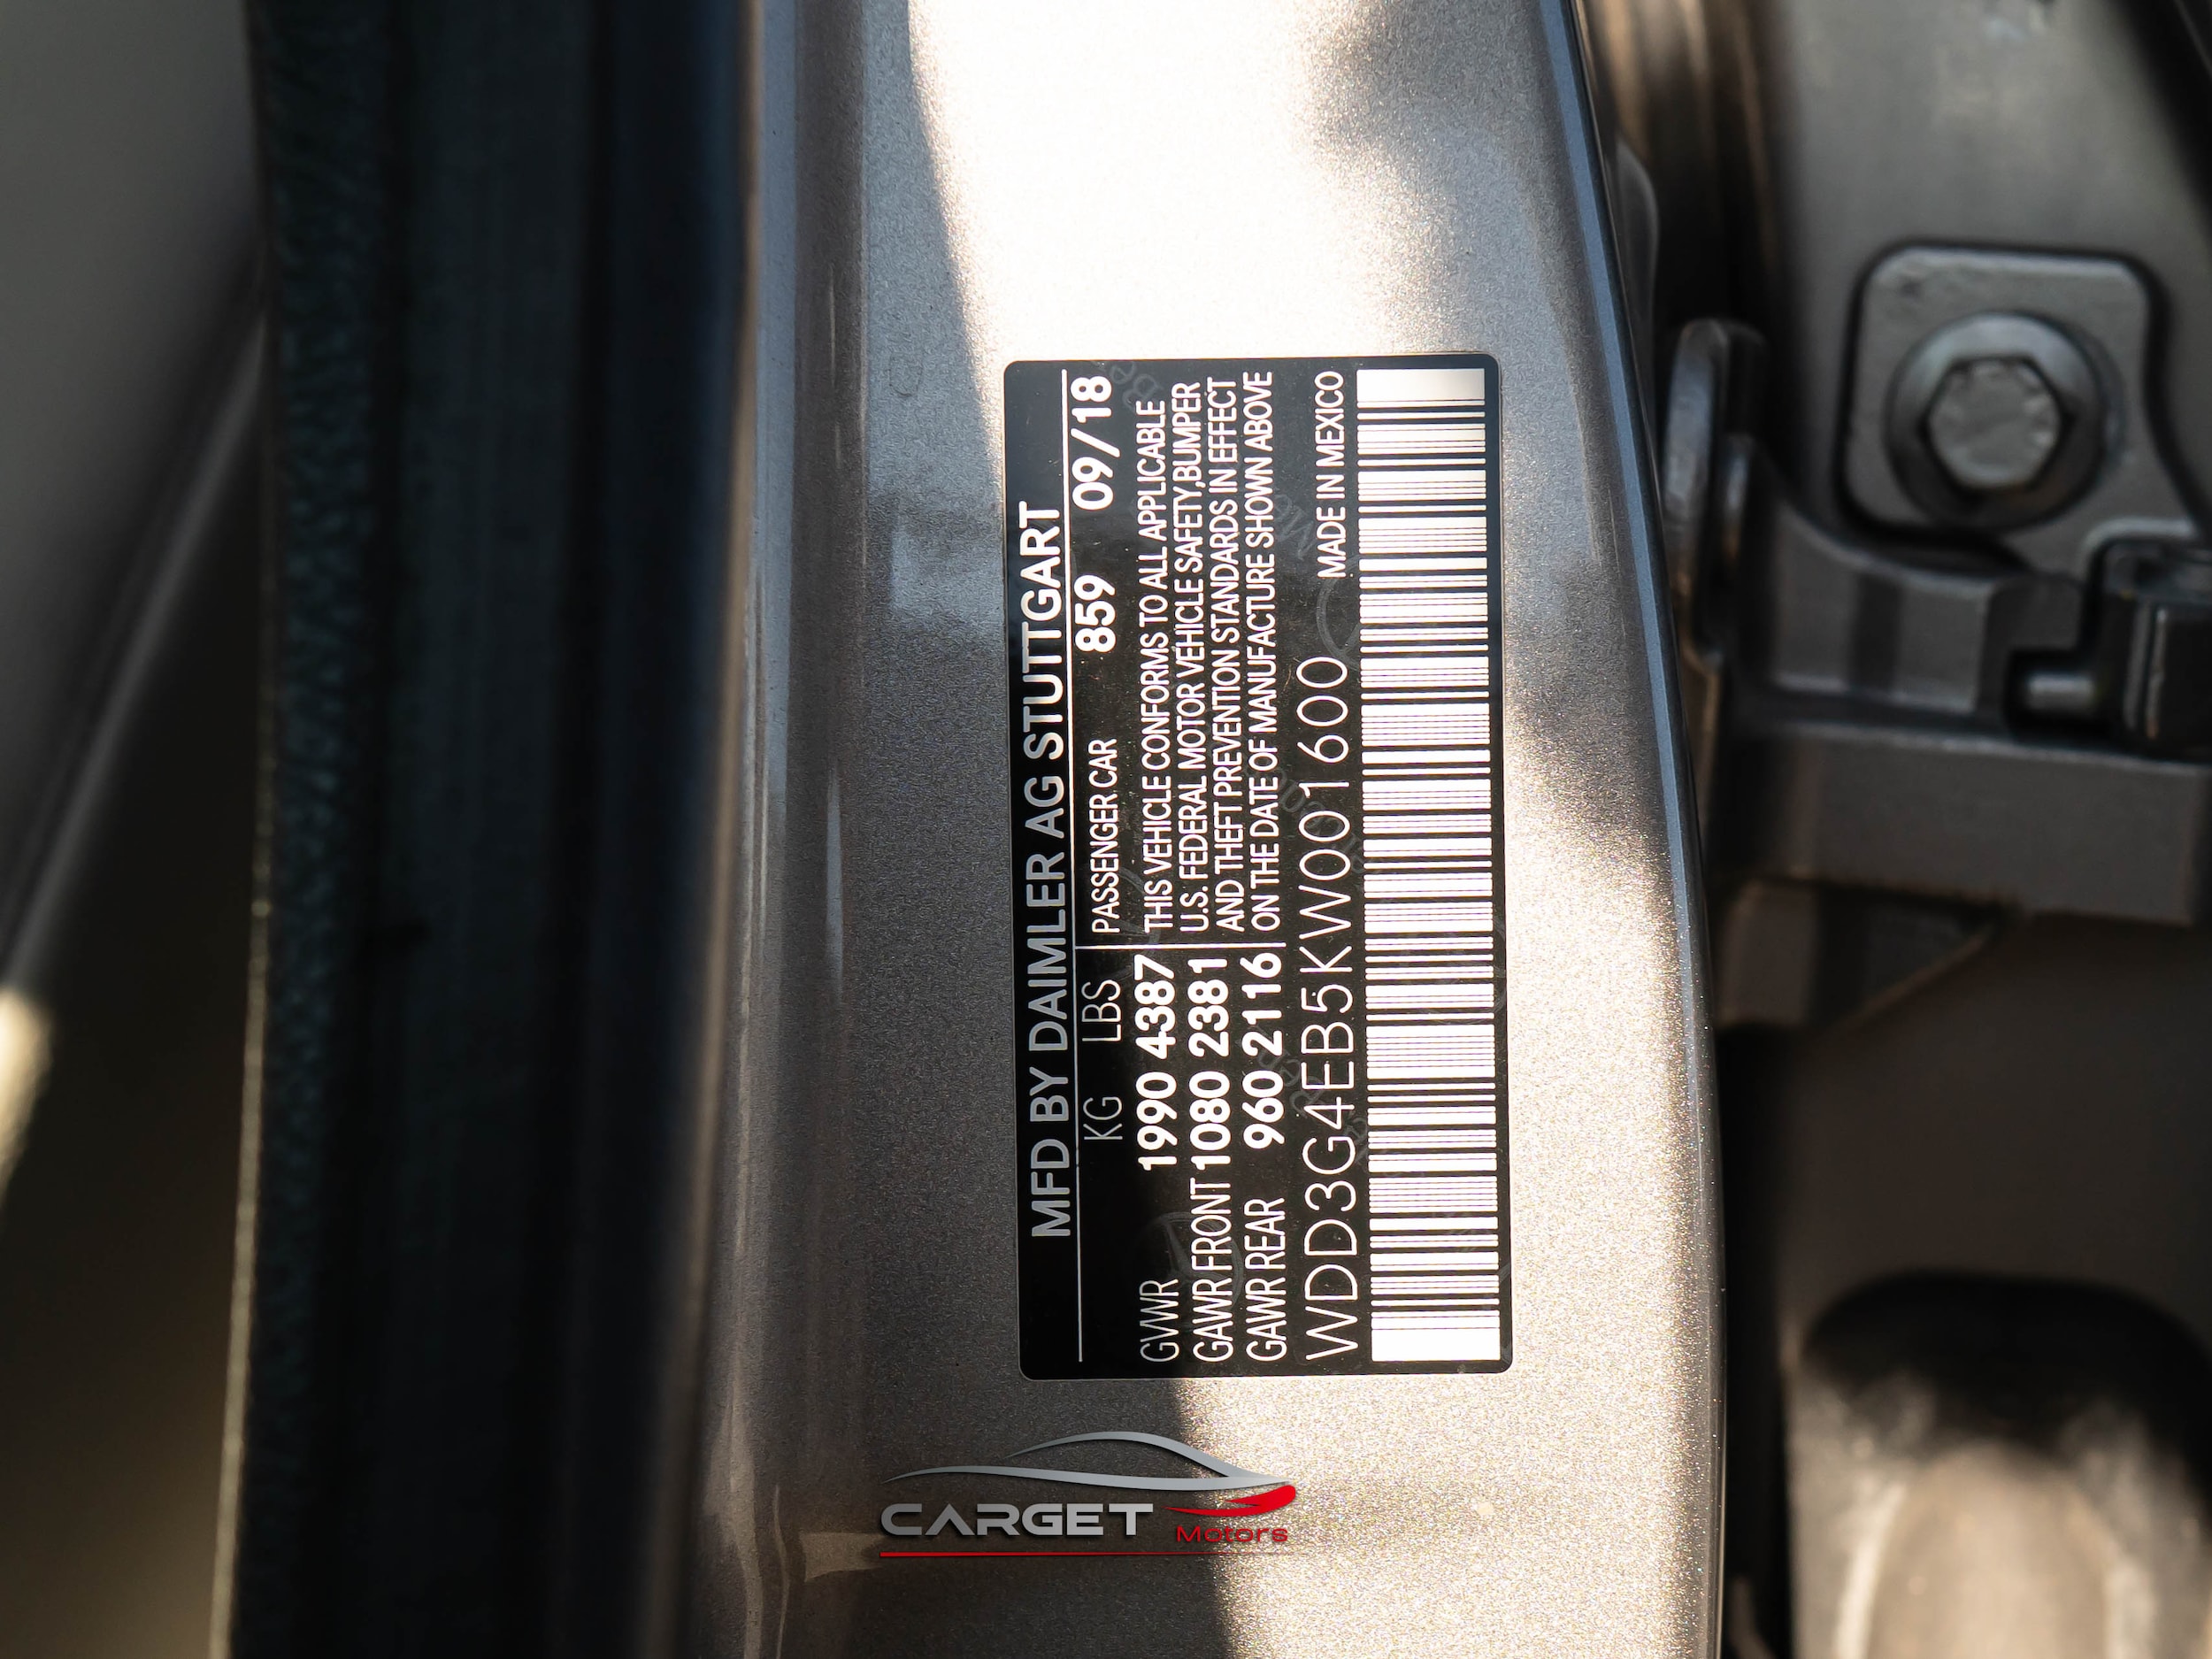 MFD BY DAIMLER AG STUTTGART
KG LBS PASSENGER CAR 859 09/18
GVWR 1990 4387 THIS VEHICLE CONFORMS TO ALL APPLICABLE
GAWR FRONT 1080 2381 U.S. FEDERAL MOTOR VEHICLE SAFETY,BUMPER
AND THEFT PREVENTION STANDARDS IN EFFECT
GAWR REAR 960 2116 ON THE DATE OF MANUFACTURE SHOWN ABOVE
WDD3G4EB5KW001600 MADE IN MEXICO
CARGET
Motors